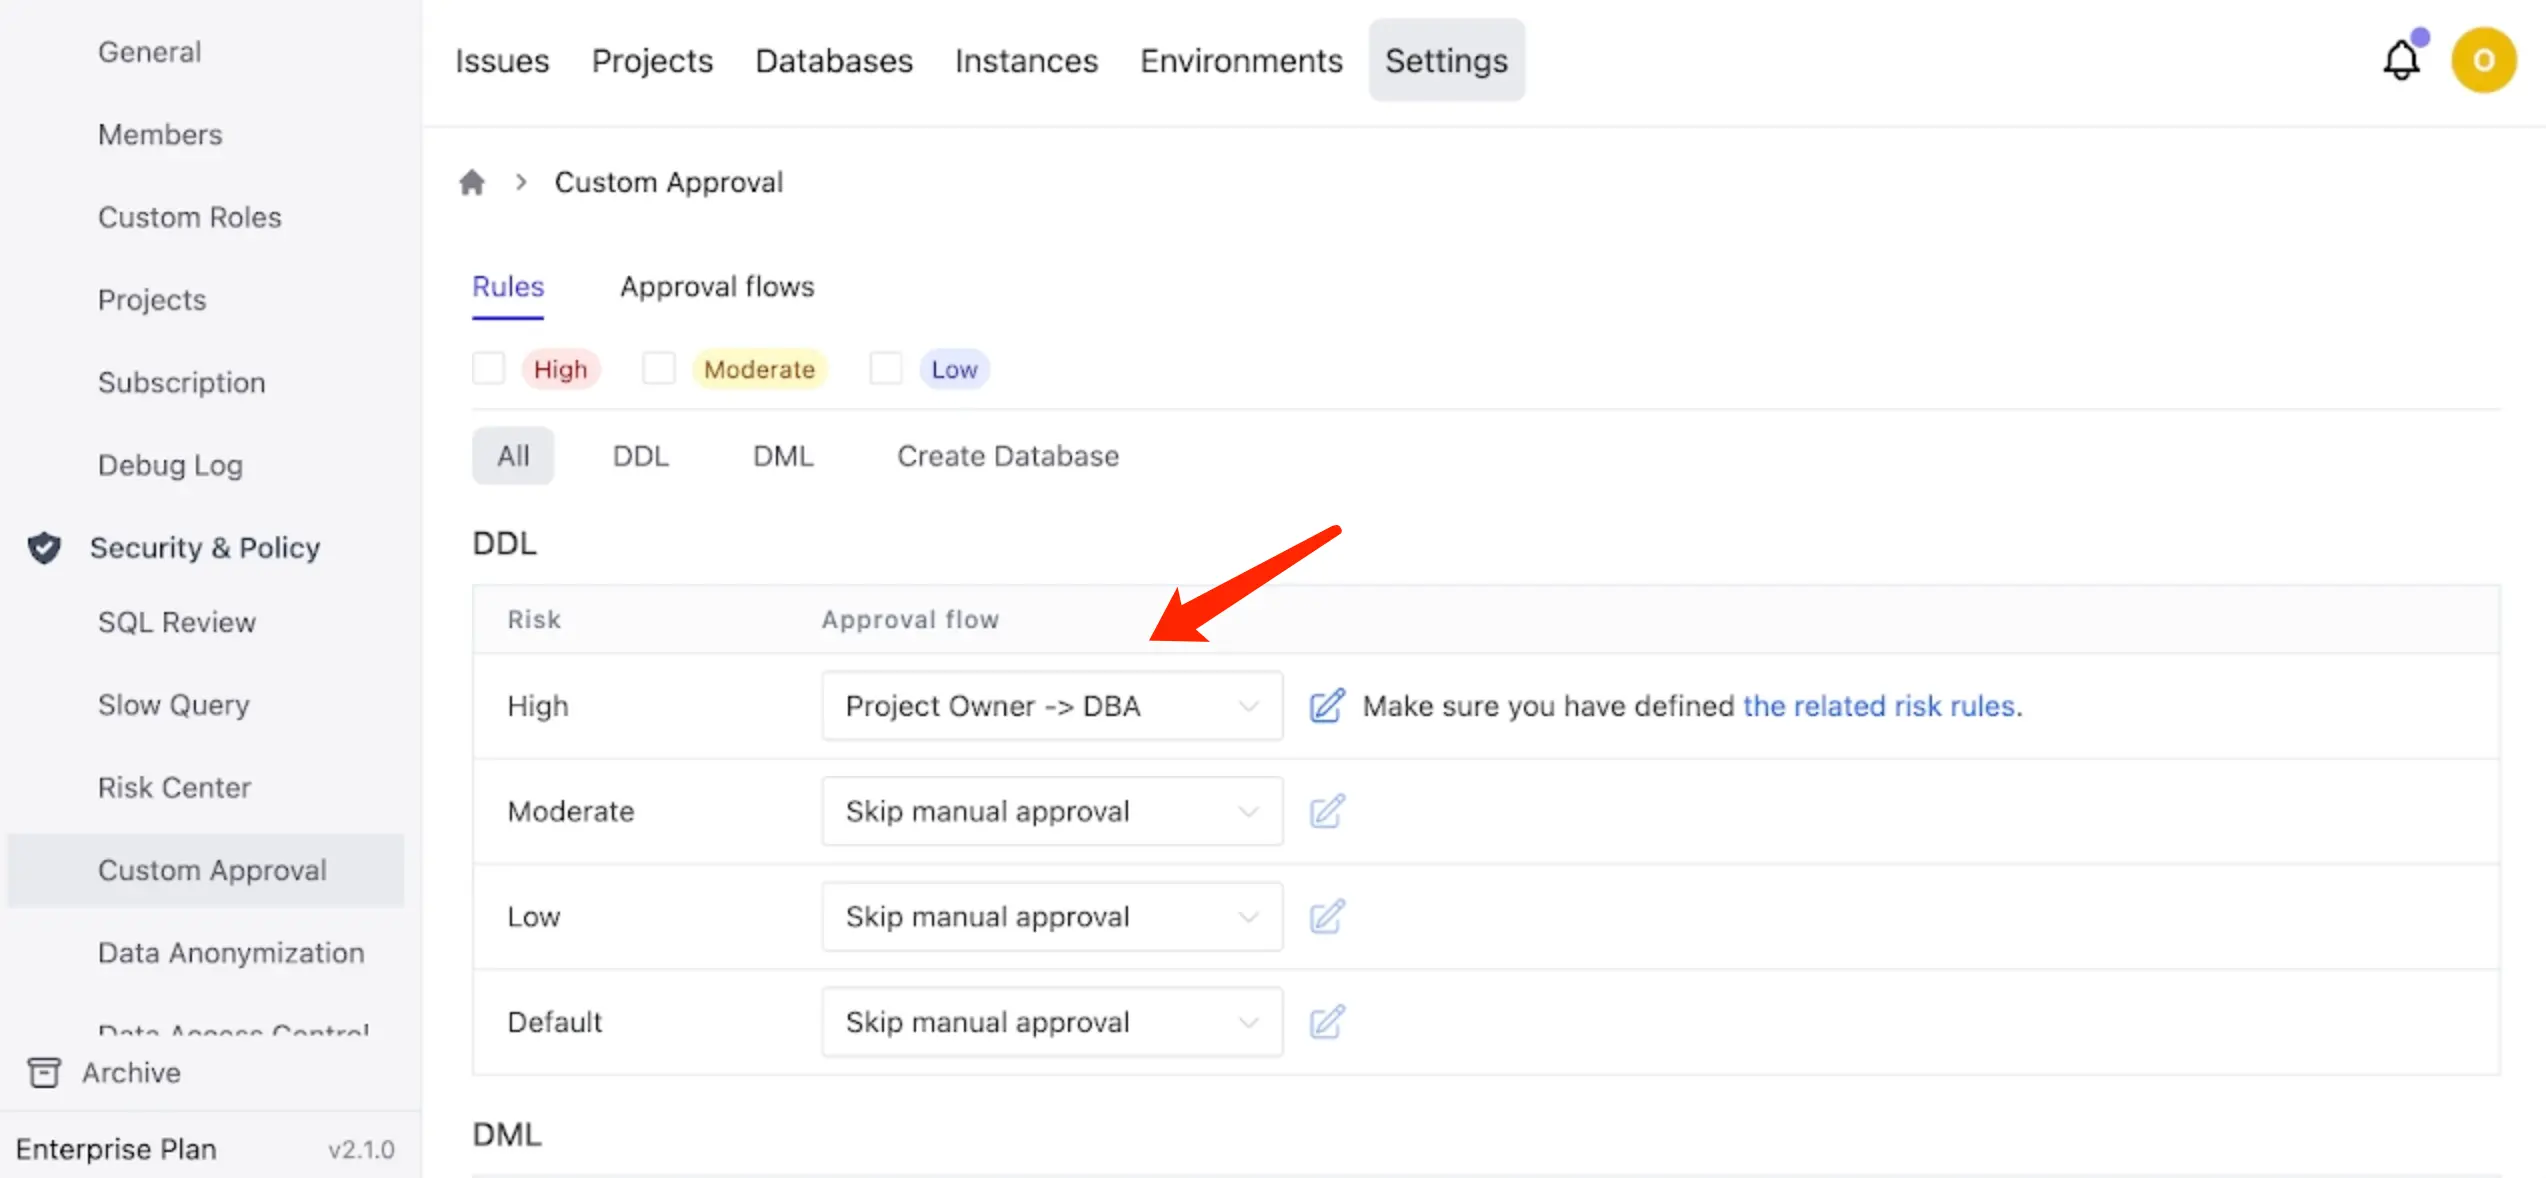 General
Members
Custom Roles
Projects
Subscription
Debug Log
Security & Policy
SQL Review
Slow Query
Risk Center
Custom Approval
Data Anonymization
Data Access Control
Archive
Enterprise Plan v2.1.0
Issues Projects Databases Instances Environments Settings
O
Custom Approval
Rules Approval flows
High Moderate Low
All DDL DML Create Database
DDL
Risk Approval flow
High Project Owner -> DBA Make sure you have defined the related risk rules.
Moderate Skip manual approval
Low Skip manual approval
Default Skip manual approval
DML